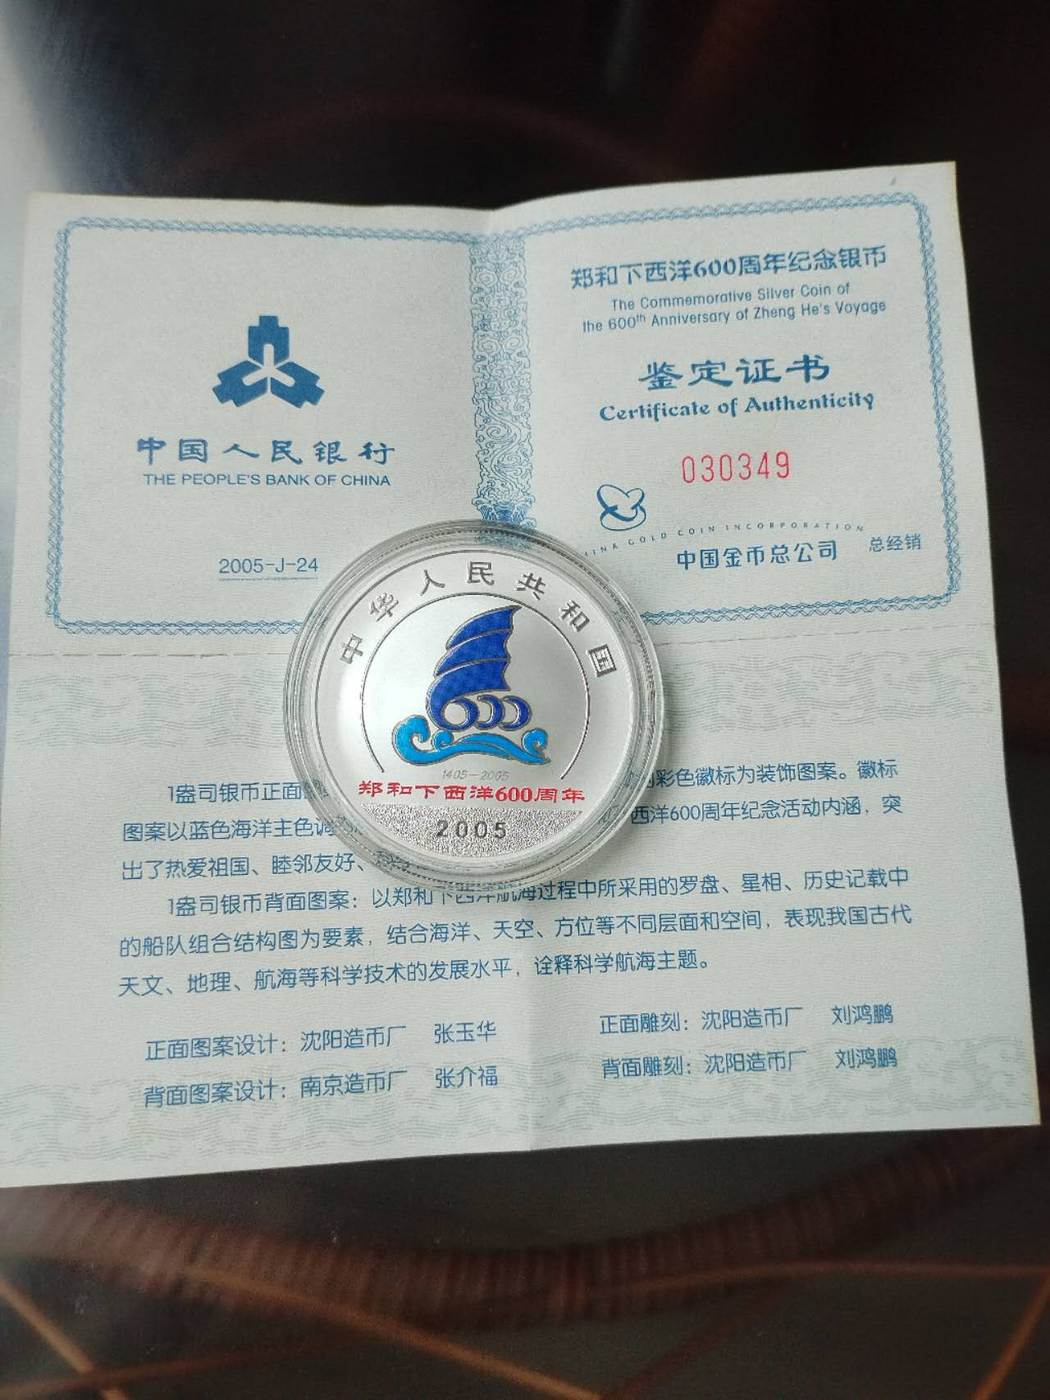 郑和下西洋600周年纪念银币
The Commemorative Silver Coin of
the 600th Anniversary of Zheng He's Voyage
鉴定证书
Certificate of Authenticity
030349
中国人民银行
THE PEOPLE'S BANK OF CHINA
2005-J-24
INA GOLD COIN INCORPORATION
中国金币总公司 总经销
中华人民共和国
600
1405-2005
郑和下西洋600周年
2005
1盎司银币正面 彩色徽标为装饰图案。徽标
图案以蓝色海洋主色调 西洋600周年纪念活动内涵，突
出了热爱祖国、睦邻友好、
1盎司银币背面图案：以郑和下西洋航海过程中所采用的罗盘、星相、历史记载中
的船队组合结构图为要素，结合海洋、天空、方位等不同层面和空间，表现我国古代
天文、地理、航海等科学技术的发展水平，诠释科学航海主题。
正面图案设计：沈阳造币厂 张玉华 正面雕刻：沈阳造币厂 刘鸿鹏
背面图案设计：南京造币厂 张介福 背面雕刻：沈阳造币厂 刘鸿鹏